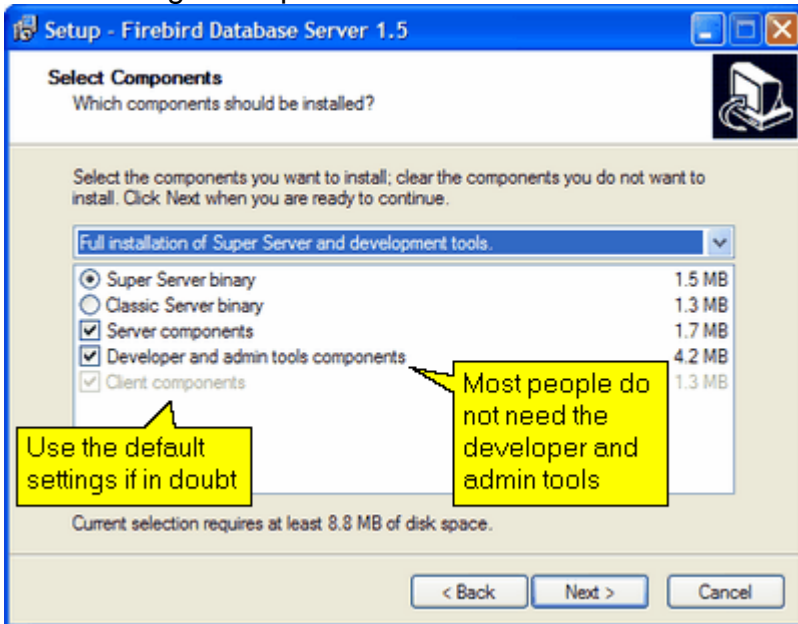 Setup - Firebird Database Server 1.5
Select Components
Which components should be installed?
Select the components you want to install; clear the components you do not want to
install. Click Next when you are ready to continue.
Full installation of Super Server and development tools.
Super Server binary 1.5 MB
Classic Server binary 1.3 MB
Server components 1.7 MB
Developer and admin tools components 4.2 MB
Client components 1.3 MB
Most people do
not need the
developer and
admin tools
Use the default
settings if in doubt
Current selection requires at least 8.8 MB of disk space.
< Back Next > Cancel